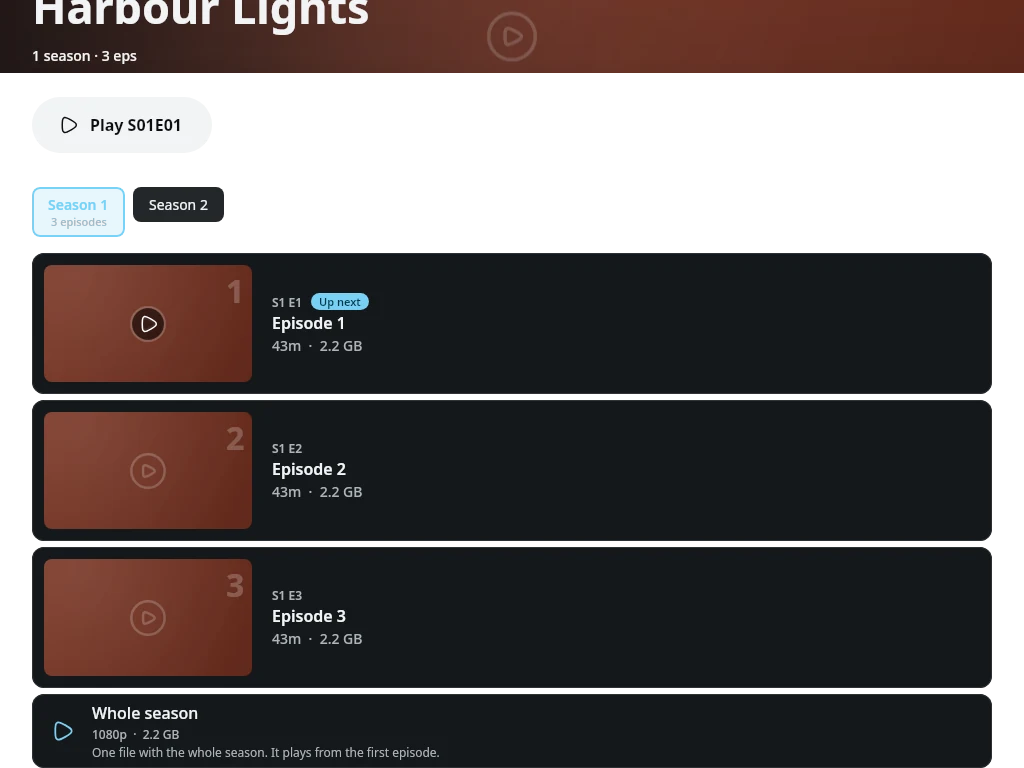 Harbour Lights
1 season · 3 eps
Play S01E01
Season 1
3 episodes
Season 2
1
S1 E1 Up next
Episode 1
43m · 2.2 GB
2
S1 E2
Episode 2
43m · 2.2 GB
3
S1 E3
Episode 3
43m · 2.2 GB
Whole season
1080p · 2.2 GB
One file with the whole season. It plays from the first episode.